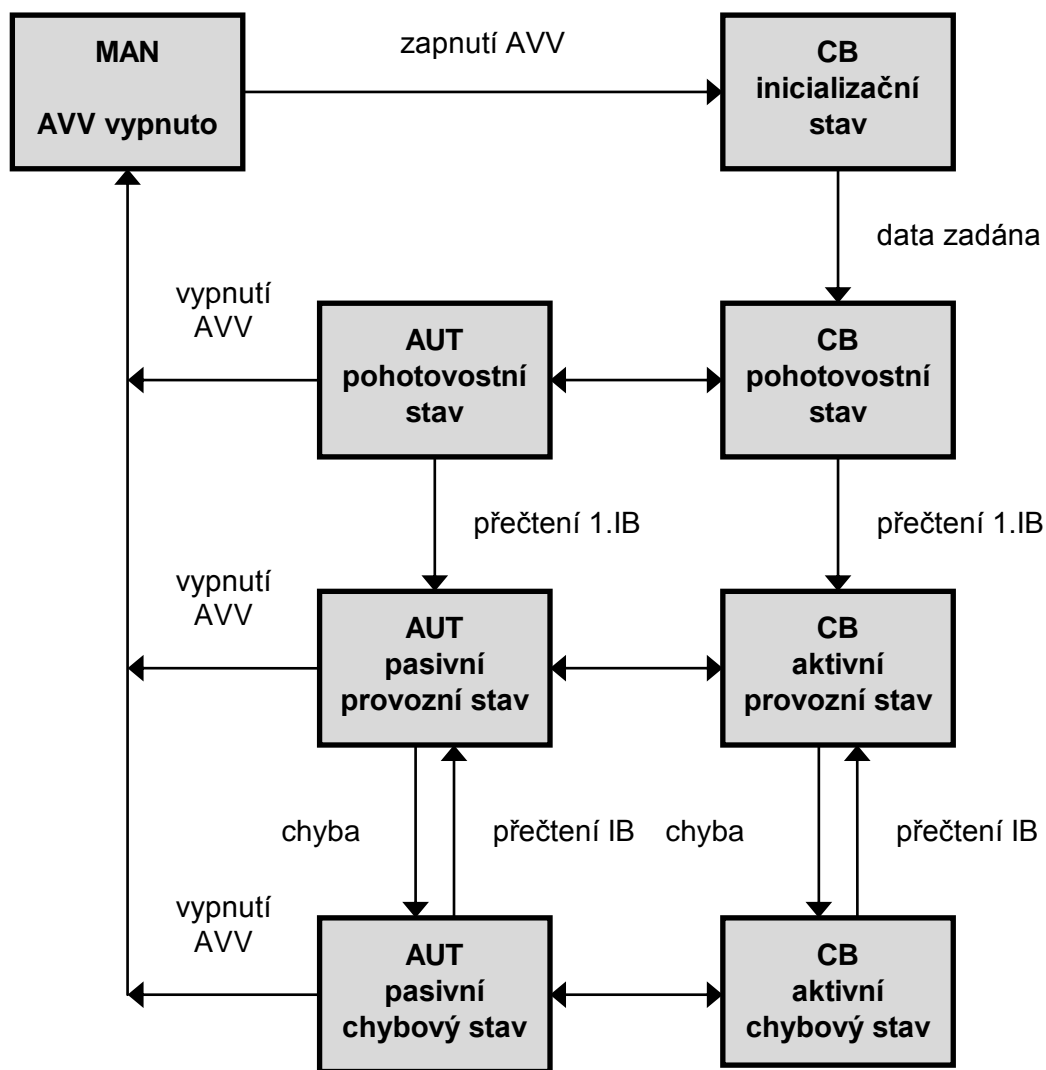 MAN
AVV vypnuto
zapnutí AVV
CB
inicializační
stav
data zadána
vypnutí
AVV
AUT
pohotovostní
stav
CB
pohotovostní
stav
přečtení 1.IB
přečtení 1.IB
vypnutí
AVV
AUT
pasivní
provozní stav
CB
aktivní
provozní stav
chyba
přečtení IB
chyba
přečtení IB
vypnutí
AVV
AUT
pasivní
chybový stav
CB
aktivní
chybový stav